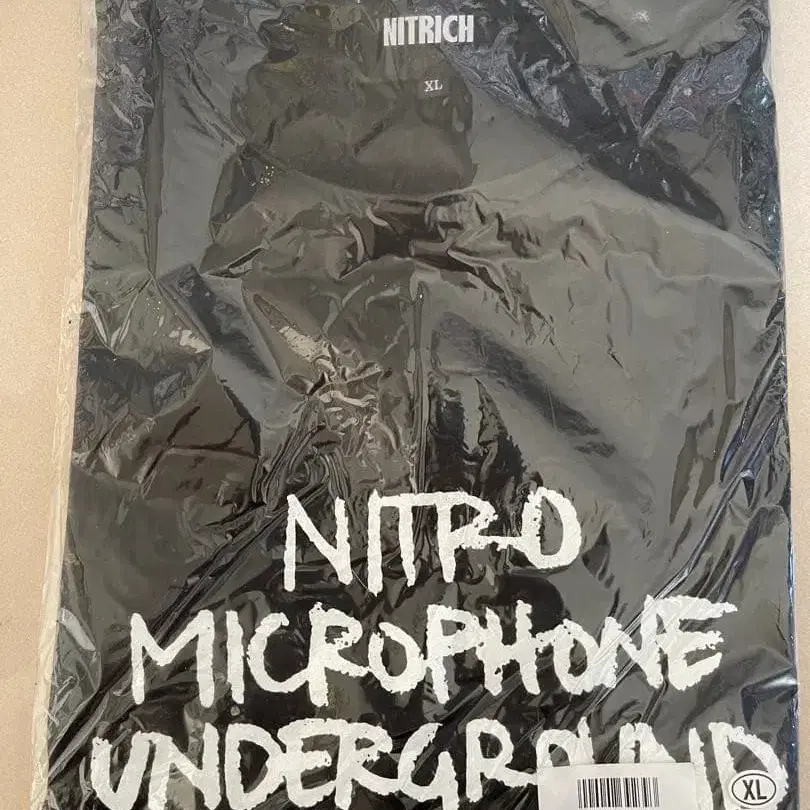 NITRICH
XL
NITRO
MICROPHONE
UNDERGROUND
XL